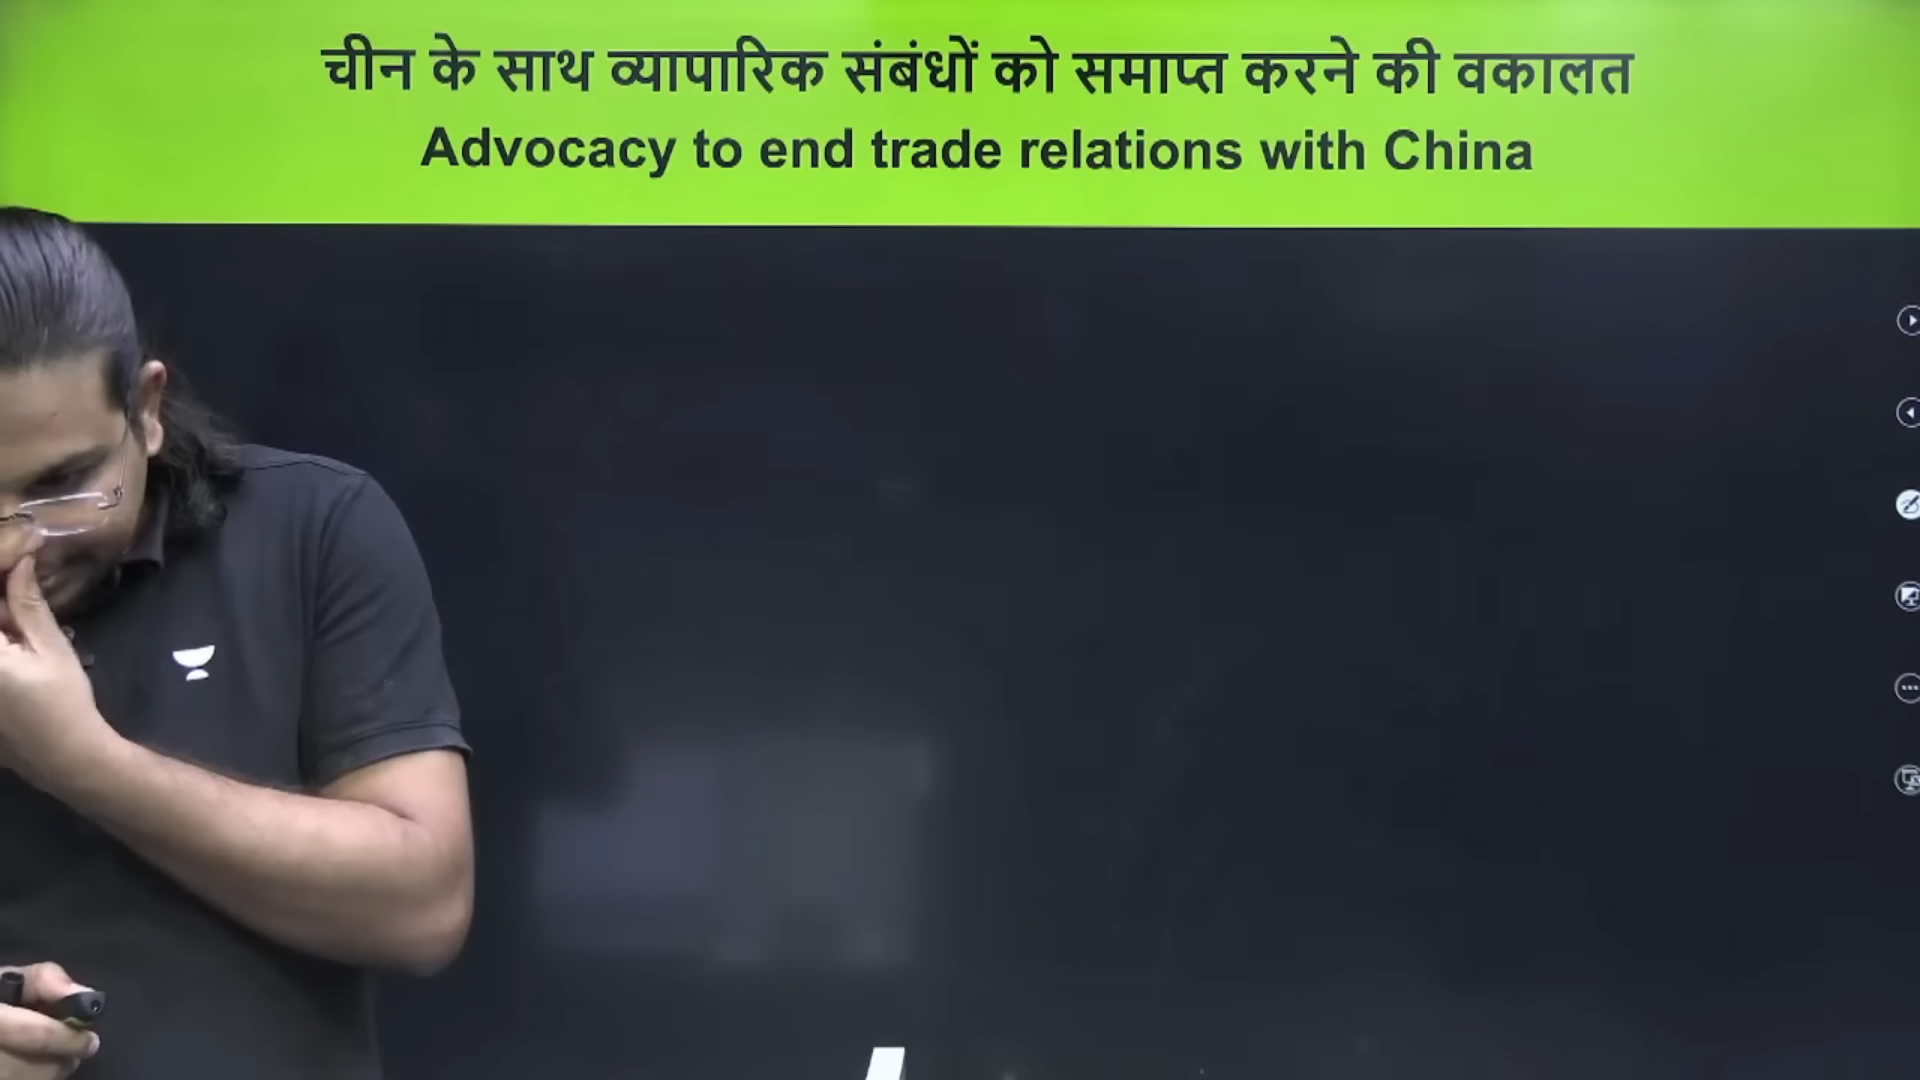 चीन के साथ व्यापारिक संबंधों को समाप्त करने की वकालत
Advocacy to end trade relations with China